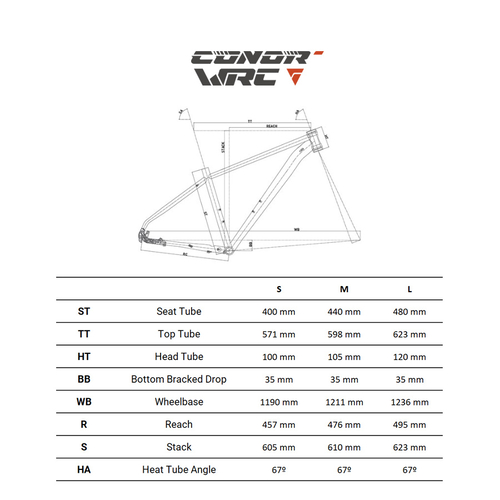 CONOR
WRC
SA
TT
HA
REACH
STACK
HT
ST
WB
BB
S M L
ST Seat Tube 400 mm 440 mm 480 mm
TT Top Tube 571 mm 598 mm 623 mm
HT Head Tube 100 mm 105 mm 120 mm
BB Bottom Bracked Drop 35 mm 35 mm 35 mm
WB Wheelbase 1190 mm 1211 mm 1236 mm
R Reach 457 mm 476 mm 495 mm
S Stack 605 mm 610 mm 623 mm
HA Heat Tube Angle 67º 67º 67º